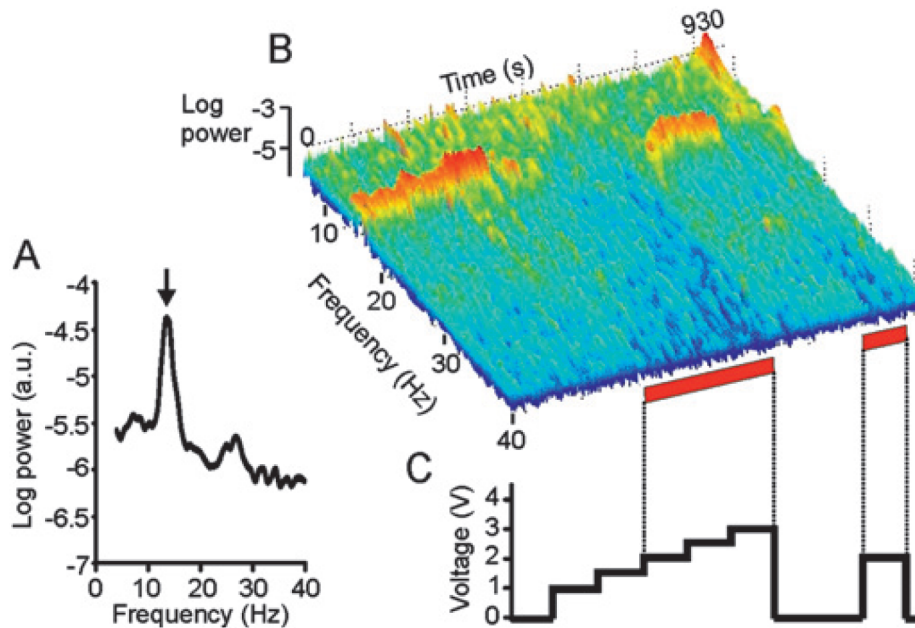 B
930
Time (s)
Log
power
-3
-5
0
10
20
30
40
Frequency (Hz)
A
Log power (a.u.)
-4
-4.5
-5
-5.5
-6
-6.5
-7
0 10 20 30 40
Frequency (Hz)
C
Voltage (V)
4
3
2
1
0